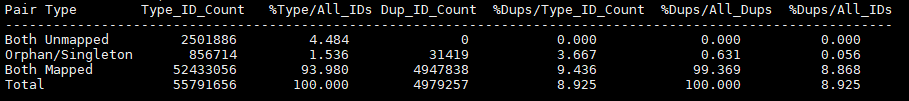 Pair Type Type_ID_Count %Type/All_IDs Dup_ID_Count %Dups/Type_ID_Count %Dups/All_Dups %Dups/All_IDs
----------------------------------------------------------------------------------------------------------------
Both Unmapped 2501886 4.484 0 0.000 0.000 0.000
Orphan/Singleton 856714 1.536 31419 3.667 0.631 0.056
Both Mapped 52433056 93.980 4947838 9.436 99.369 8.868
Total 55791656 100.000 4979257 8.925 100.000 8.925